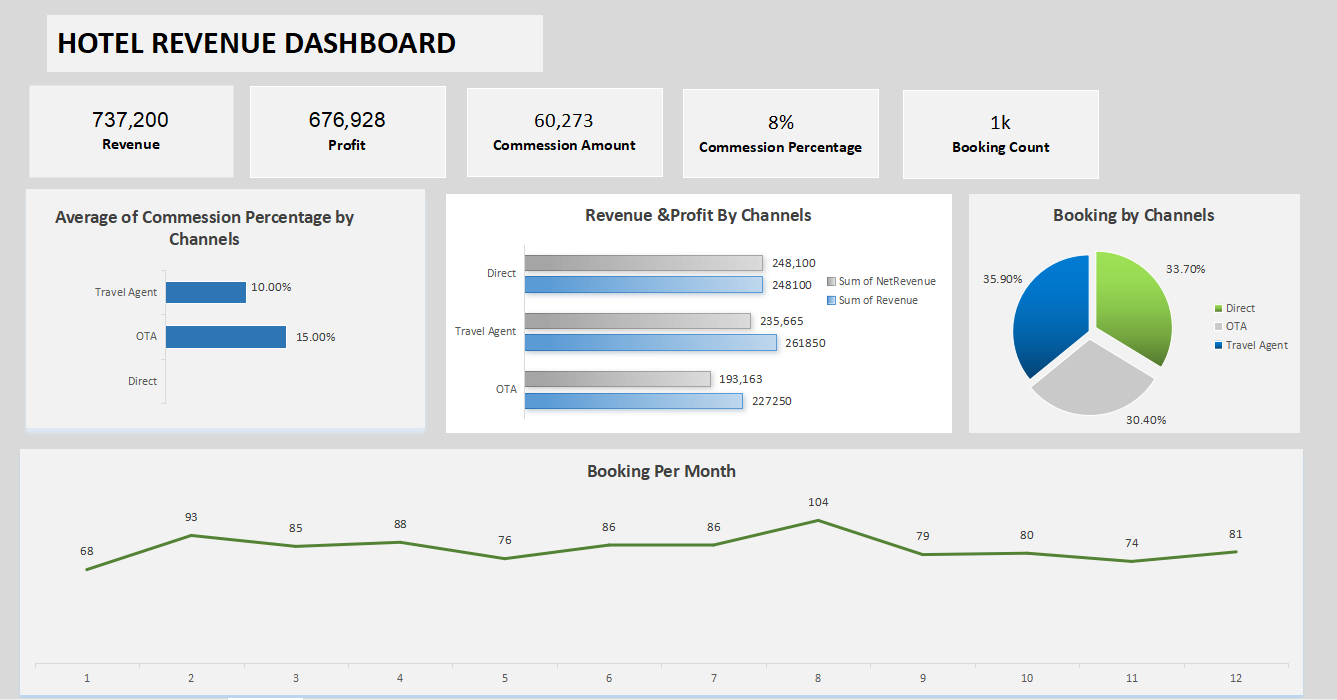 HOTEL REVENUE DASHBOARD
737,200
Revenue
676,928
Profit
60,273
Commession Amount
8%
Commession Percentage
1k
Booking Count
Average of Commession Percentage by
Channels
Travel Agent
10.00%
OTA
15.00%
Direct
Revenue &Profit By Channels
Direct
248,100
248100
Travel Agent
235,665
261850
OTA
193,163
227250
Sum of NetRevenue
Sum of Revenue
Booking by Channels
35.90%
33.70%
30.40%
Direct
OTA
Travel Agent
Booking Per Month
68
93
85
88
76
86
86
104
79
80
74
81
1 2 3 4 5 6 7 8 9 10 11 12